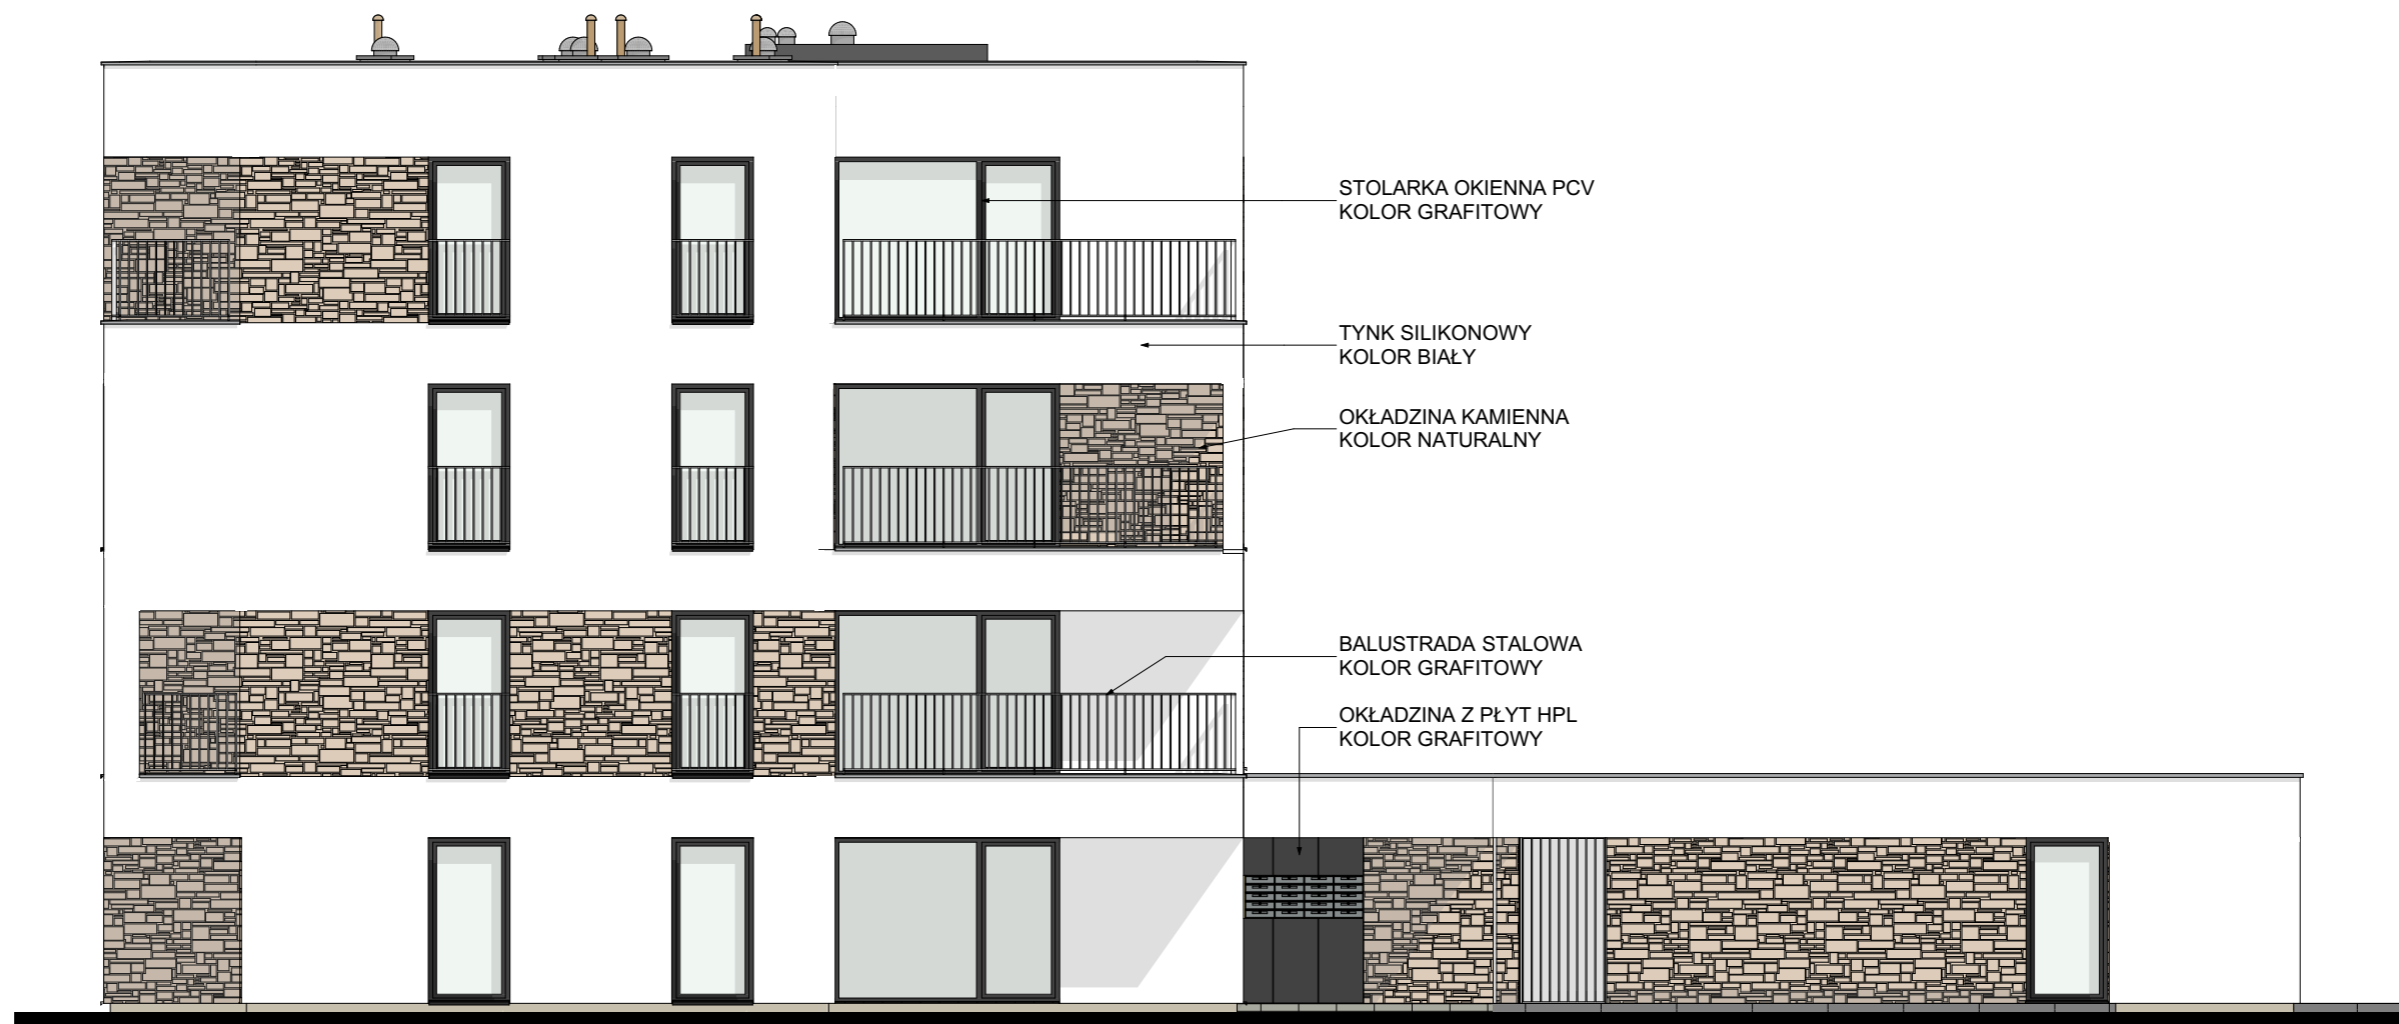 STOLARKA OKIENNA PCV
KOLOR GRAFITOWY
TYNK SILIKONOWY
KOLOR BIAŁY
OKŁADZINA KAMIENNA
KOLOR NATURALNY
BALUSTRADA STALOWA
KOLOR GRAFITOWY
OKŁADZINA Z PŁYT HPL
KOLOR GRAFITOWY